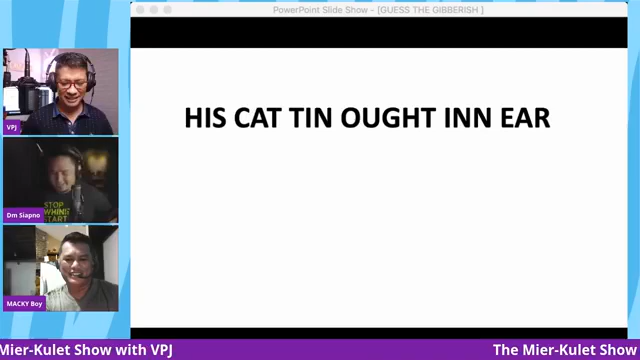 PowerPoint Slide Show - [GUESS THE GIBBERISH ]
HIS CAT TIN OUGHT INN EAR
VPJ
STOP
WHINE
START
Dm Siapno
MACKY Boy
Mier-Kulet Show with VPJ
The Mier-Kulet Show